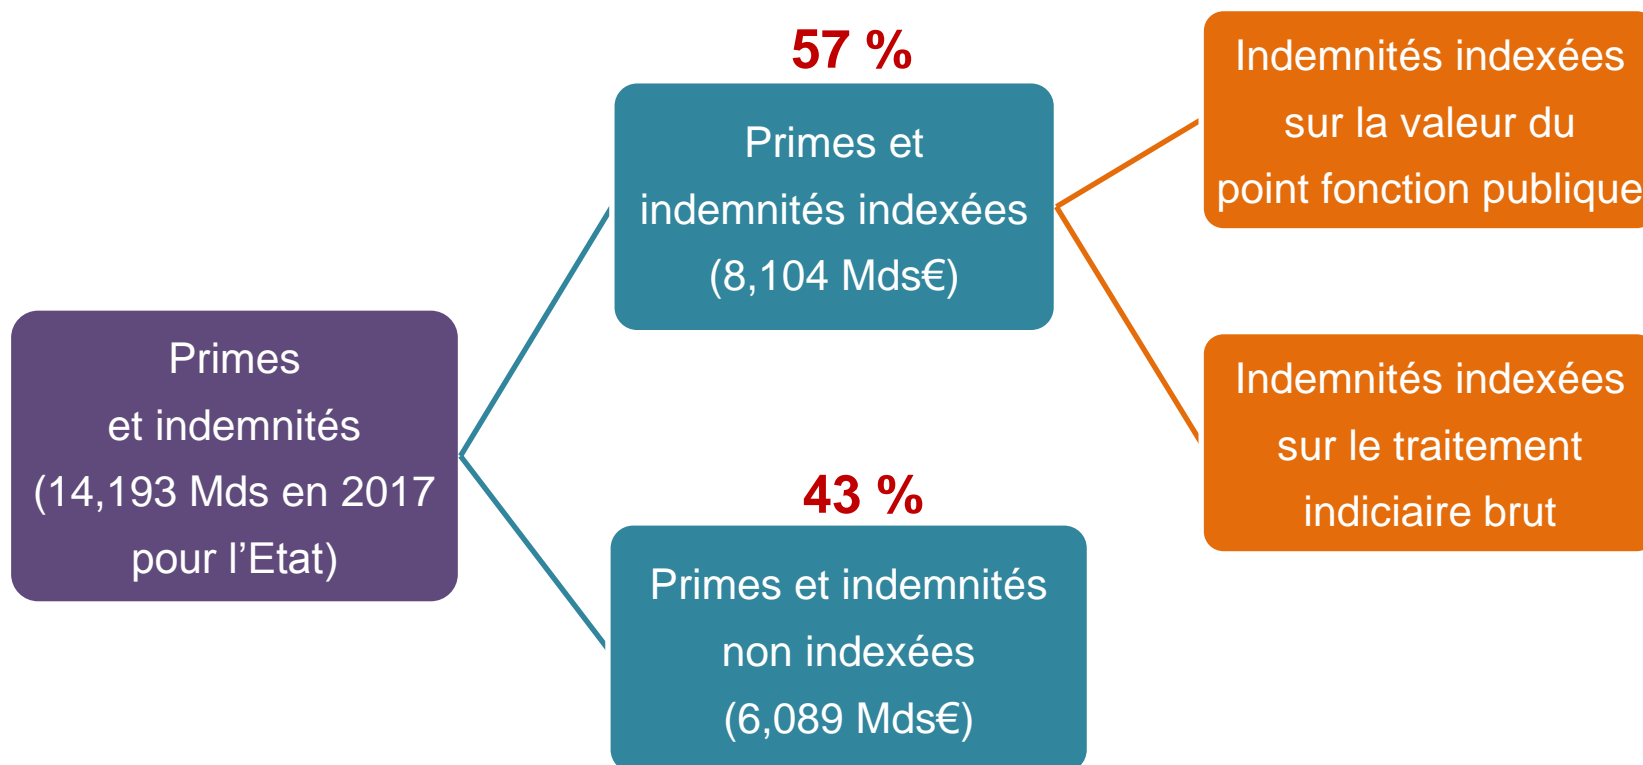 Primes
et indemnités
(14,193 Mds en 2017
pour l’Etat)
57 %
Primes et
indemnités indexées
(8,104 Mds€)
43 %
Primes et indemnités
non indexées
(6,089 Mds€)
Indemnités indexées
sur la valeur du
point fonction publique
Indemnités indexées
sur le traitement
indiciaire brut